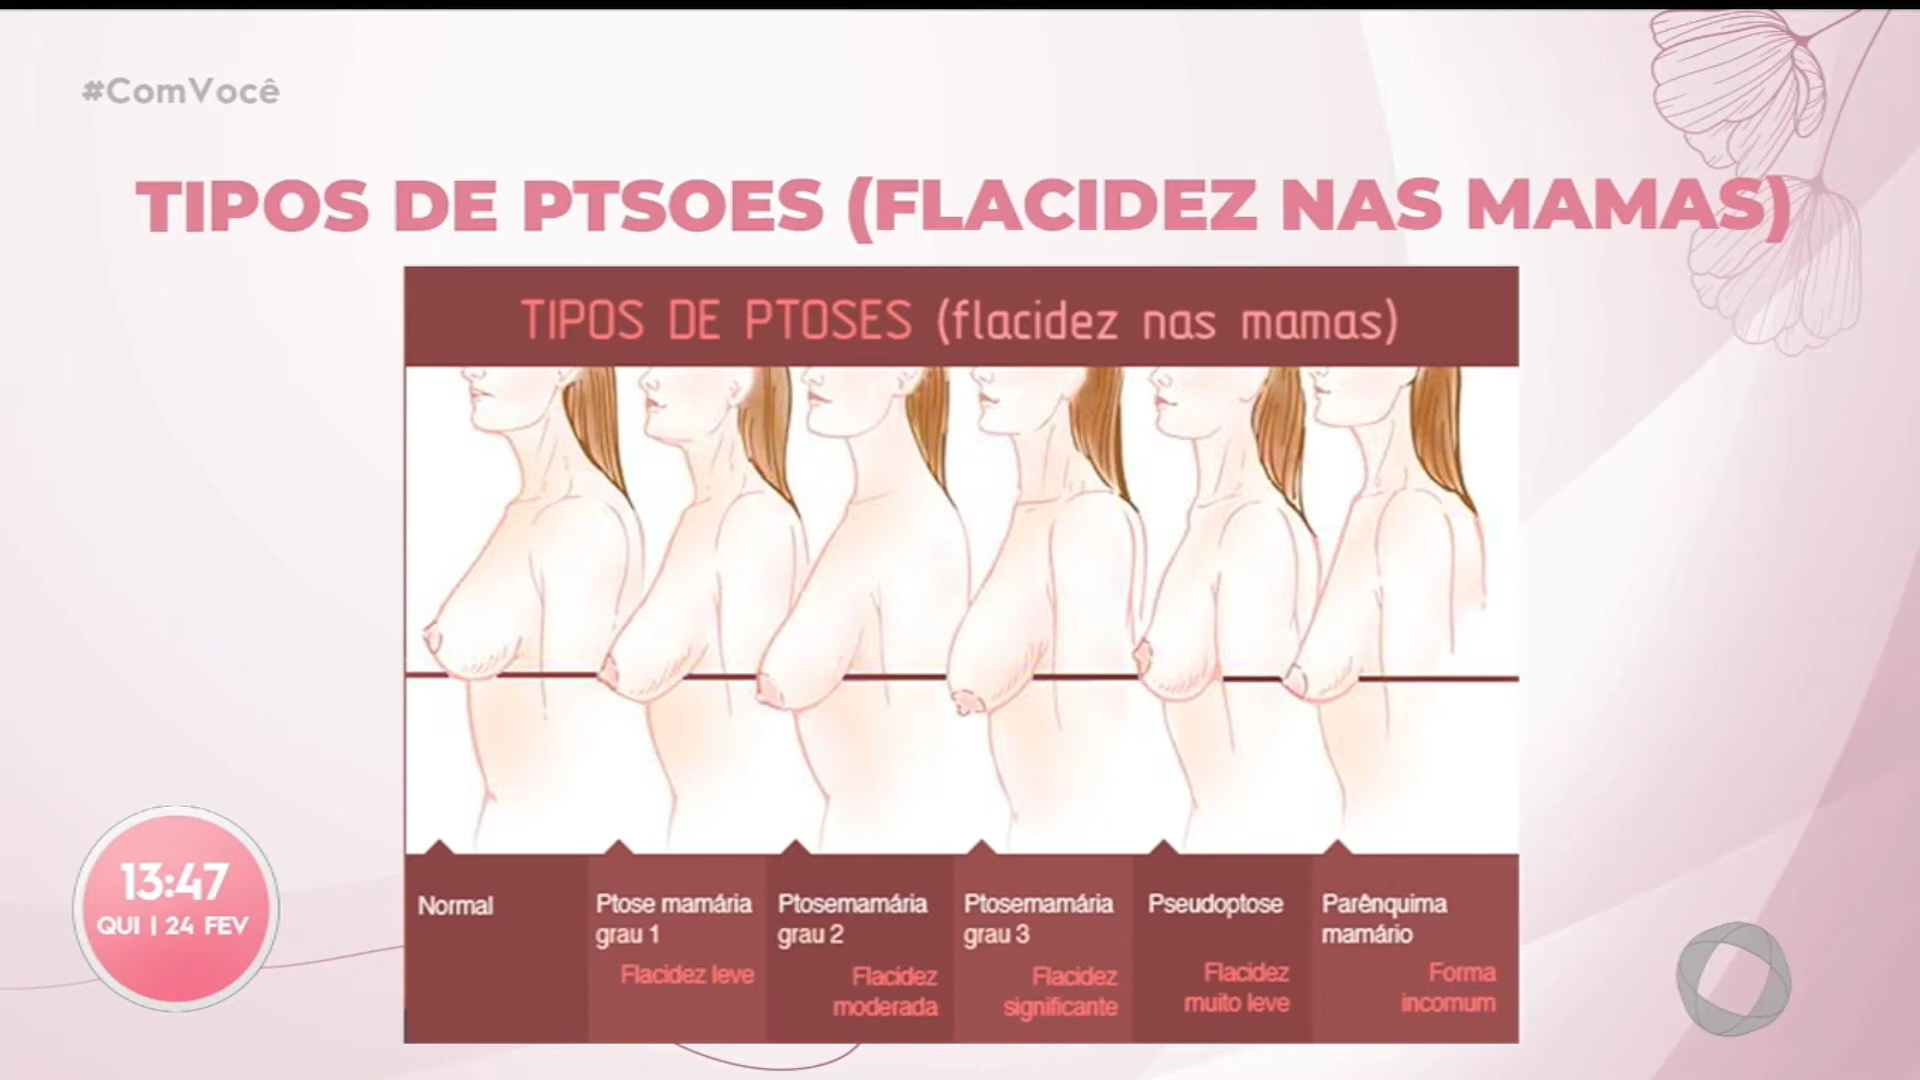 #ComVocê
TIPOS DE PTSOES (FLACIDEZ NAS MAMAS)
TIPOS DE PTOSES (flacidez nas mamas)
Normal
Ptose mamária
grau 1
Flacidez leve
Ptosemamária
grau 2
Flacidez
moderada
Ptosemamária
grau 3
Flacidez
significante
Pseudoptose
Flacidez
muito leve
Parênquima
mamário
Forma
incomum
13:47
QUI | 24 FEV